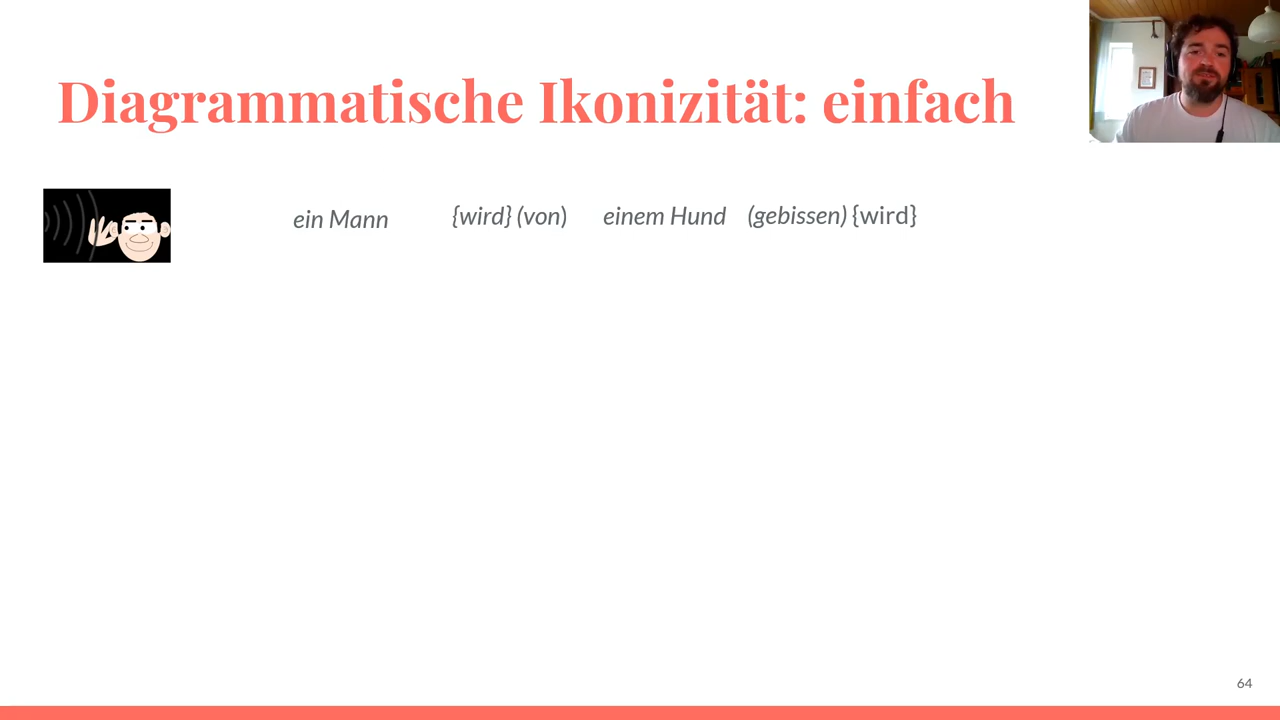 Diagrammatische Ikonizität: einfach
ein Mann {wird} (von) einem Hund (gebissen) {wird}
64